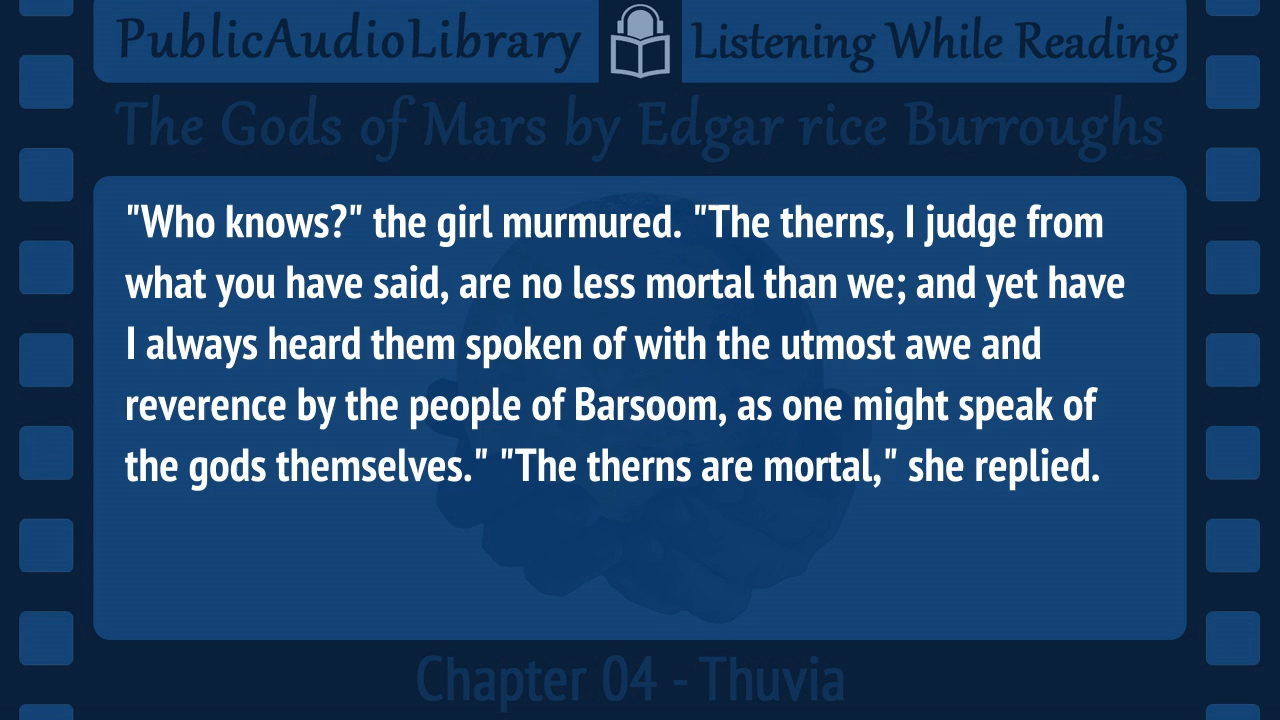 PublicAudioLibrary Listening While Reading
The Gods of Mars by Edgar rice Burroughs
"Who knows?" the girl murmured. "The therns, I judge from
what you have said, are no less mortal than we; and yet have
I always heard them spoken of with the utmost awe and
reverence by the people of Barsoom, as one might speak of
the gods themselves." "The therns are mortal," she replied.
Chapter 04 - Thuvia